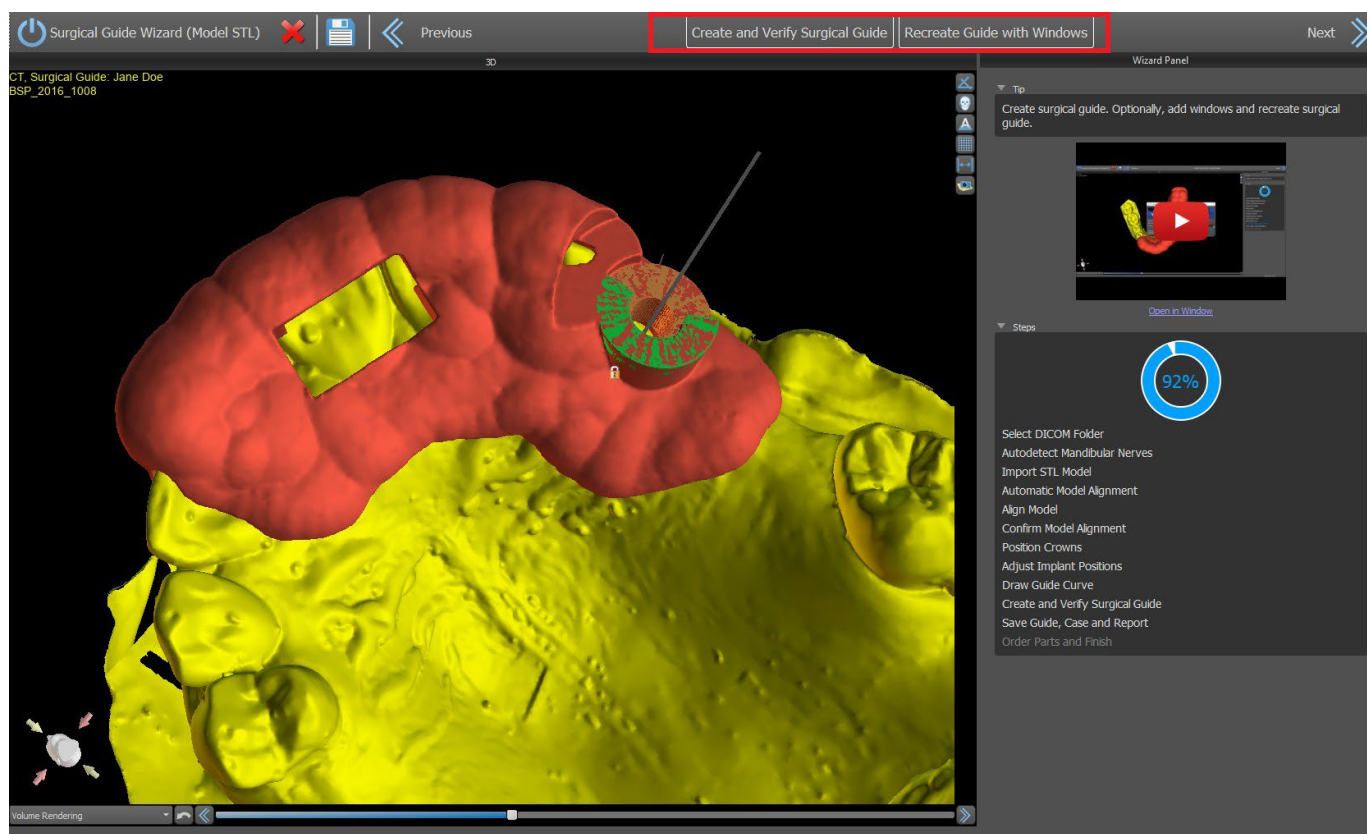 Surgical Guide Wizard (Model STL)
Previous
Create and Verify Surgical Guide
Recreate Guide with Windows
Next
3D
Wizard Panel
CT, Surgical Guide: Jane Doe
BSP_2016_1008
A
Tip
Create surgical guide. Optionally, add windows and recreate surgical
guide.
Open in Window
Steps
92%
Select DICOM Folder
Autodetect Mandibular Nerves
Import STL Model
Automatic Model Alignment
Align Model
Confirm Model Alignment
Position Crowns
Adjust Implant Positions
Draw Guide Curve
Create and Verify Surgical Guide
Save Guide, Case and Report
Order Parts and Finish
Volume Rendering